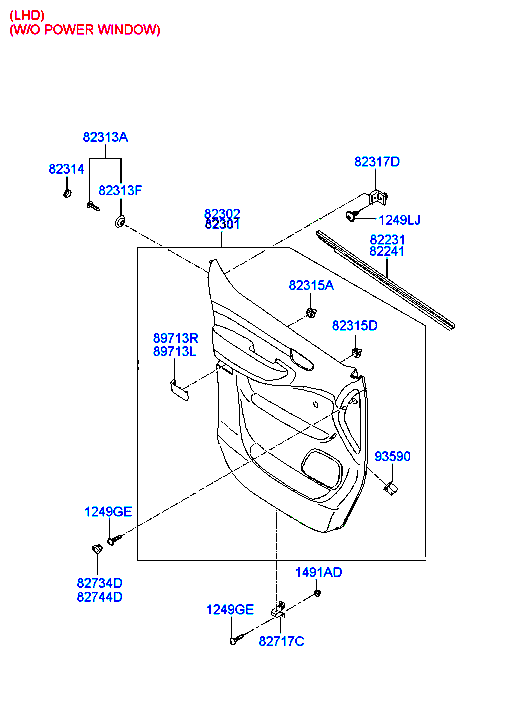 (LHD)
(W/O POWER WINDOW)
82313A
82314
82313F
82317D
82302
82301
1249LJ
82231
82241
82315A
82315D
89713R
89713L
93590
1249GE
82734D
82744D
1491AD
1249GE
82717C